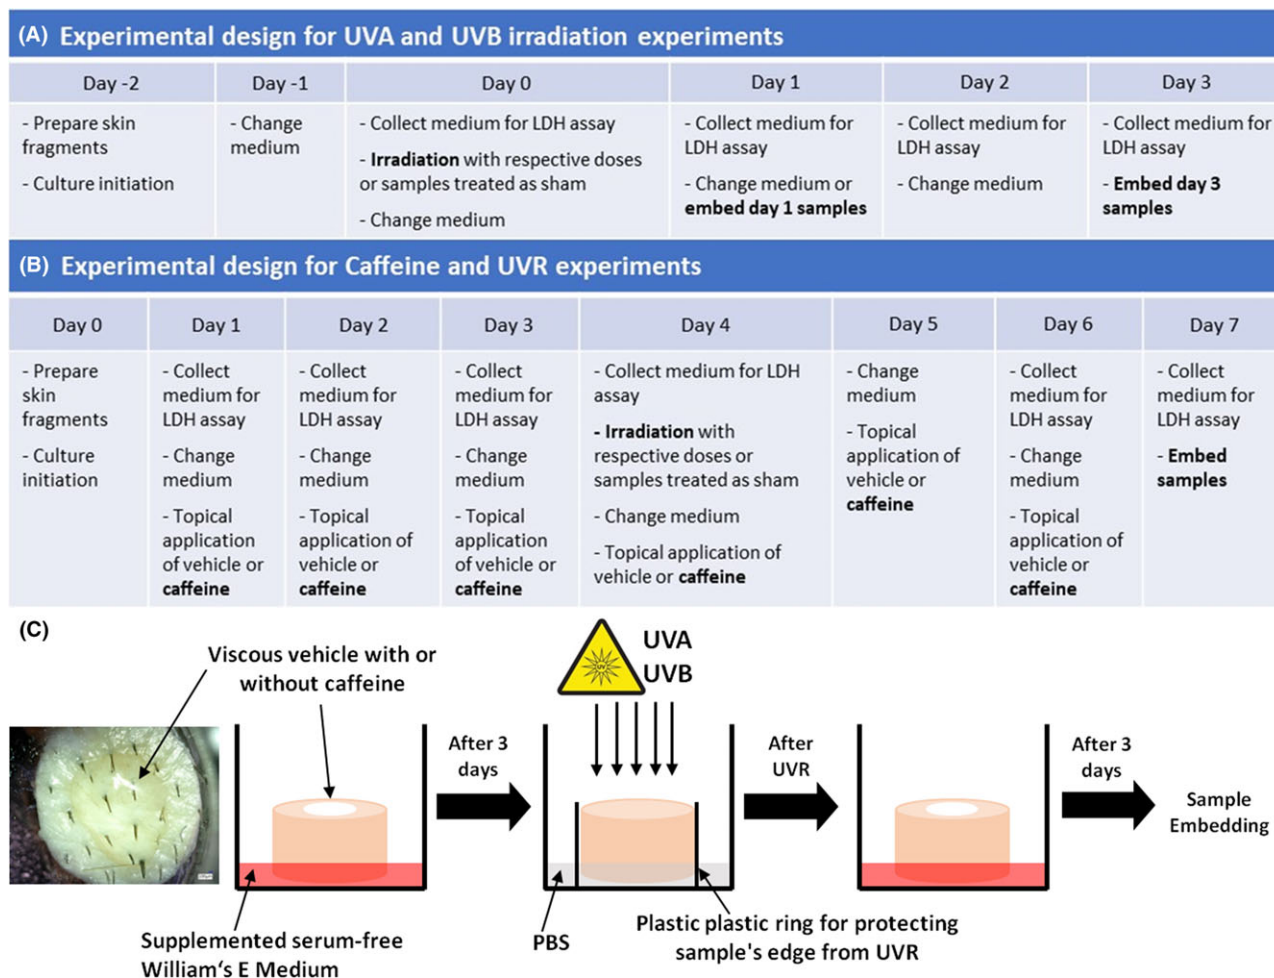 (A) Experimental design for UVA and UVB irradiation experiments
Day -2
Day -1
Day 0
Day 1
Day 2
Day 3
- Prepare skin
fragments
- Culture initiation
- Change
medium
- Collect medium for LDH assay
- Irradiation with respective doses
or samples treated as sham
- Change medium
- Collect medium for
LDH assay
- Change medium or
embed day 1 samples
- Collect medium for
LDH assay
- Change medium
- Collect medium for
LDH assay
- Embed day 3
samples
(B) Experimental design for Caffeine and UVR experiments
Day 0
Day 1
Day 2
Day 3
Day 4
Day 5
Day 6
Day 7
- Prepare
skin
fragments
- Culture
initiation
- Collect
medium for
LDH assay
- Change
medium
- Topical
application
of vehicle or
caffeine
- Collect
medium for
LDH assay
- Change
medium
- Topical
application of
vehicle or
caffeine
- Collect
medium for
LDH assay
- Change
medium
- Topical
application of
vehicle or
caffeine
- Collect medium for LDH
assay
- Irradiation with
respective doses or
samples treated as sham
- Change medium
- Topical application of
vehicle or caffeine
- Change
medium
- Topical
application of
vehicle or
caffeine
- Collect
medium for
LDH assay
- Change
medium
- Topical
application of
vehicle or
caffeine
- Collect
medium for
LDH assay
- Embed
samples
(C)
Viscous vehicle with or
without caffeine
UV
UVA
UVB
After 3
days
After
UVR
After 3
days
Sample
Embedding
Supplemented serum-free
William's E Medium
PBS
Plastic plastic ring for protecting
sample's edge from UVR